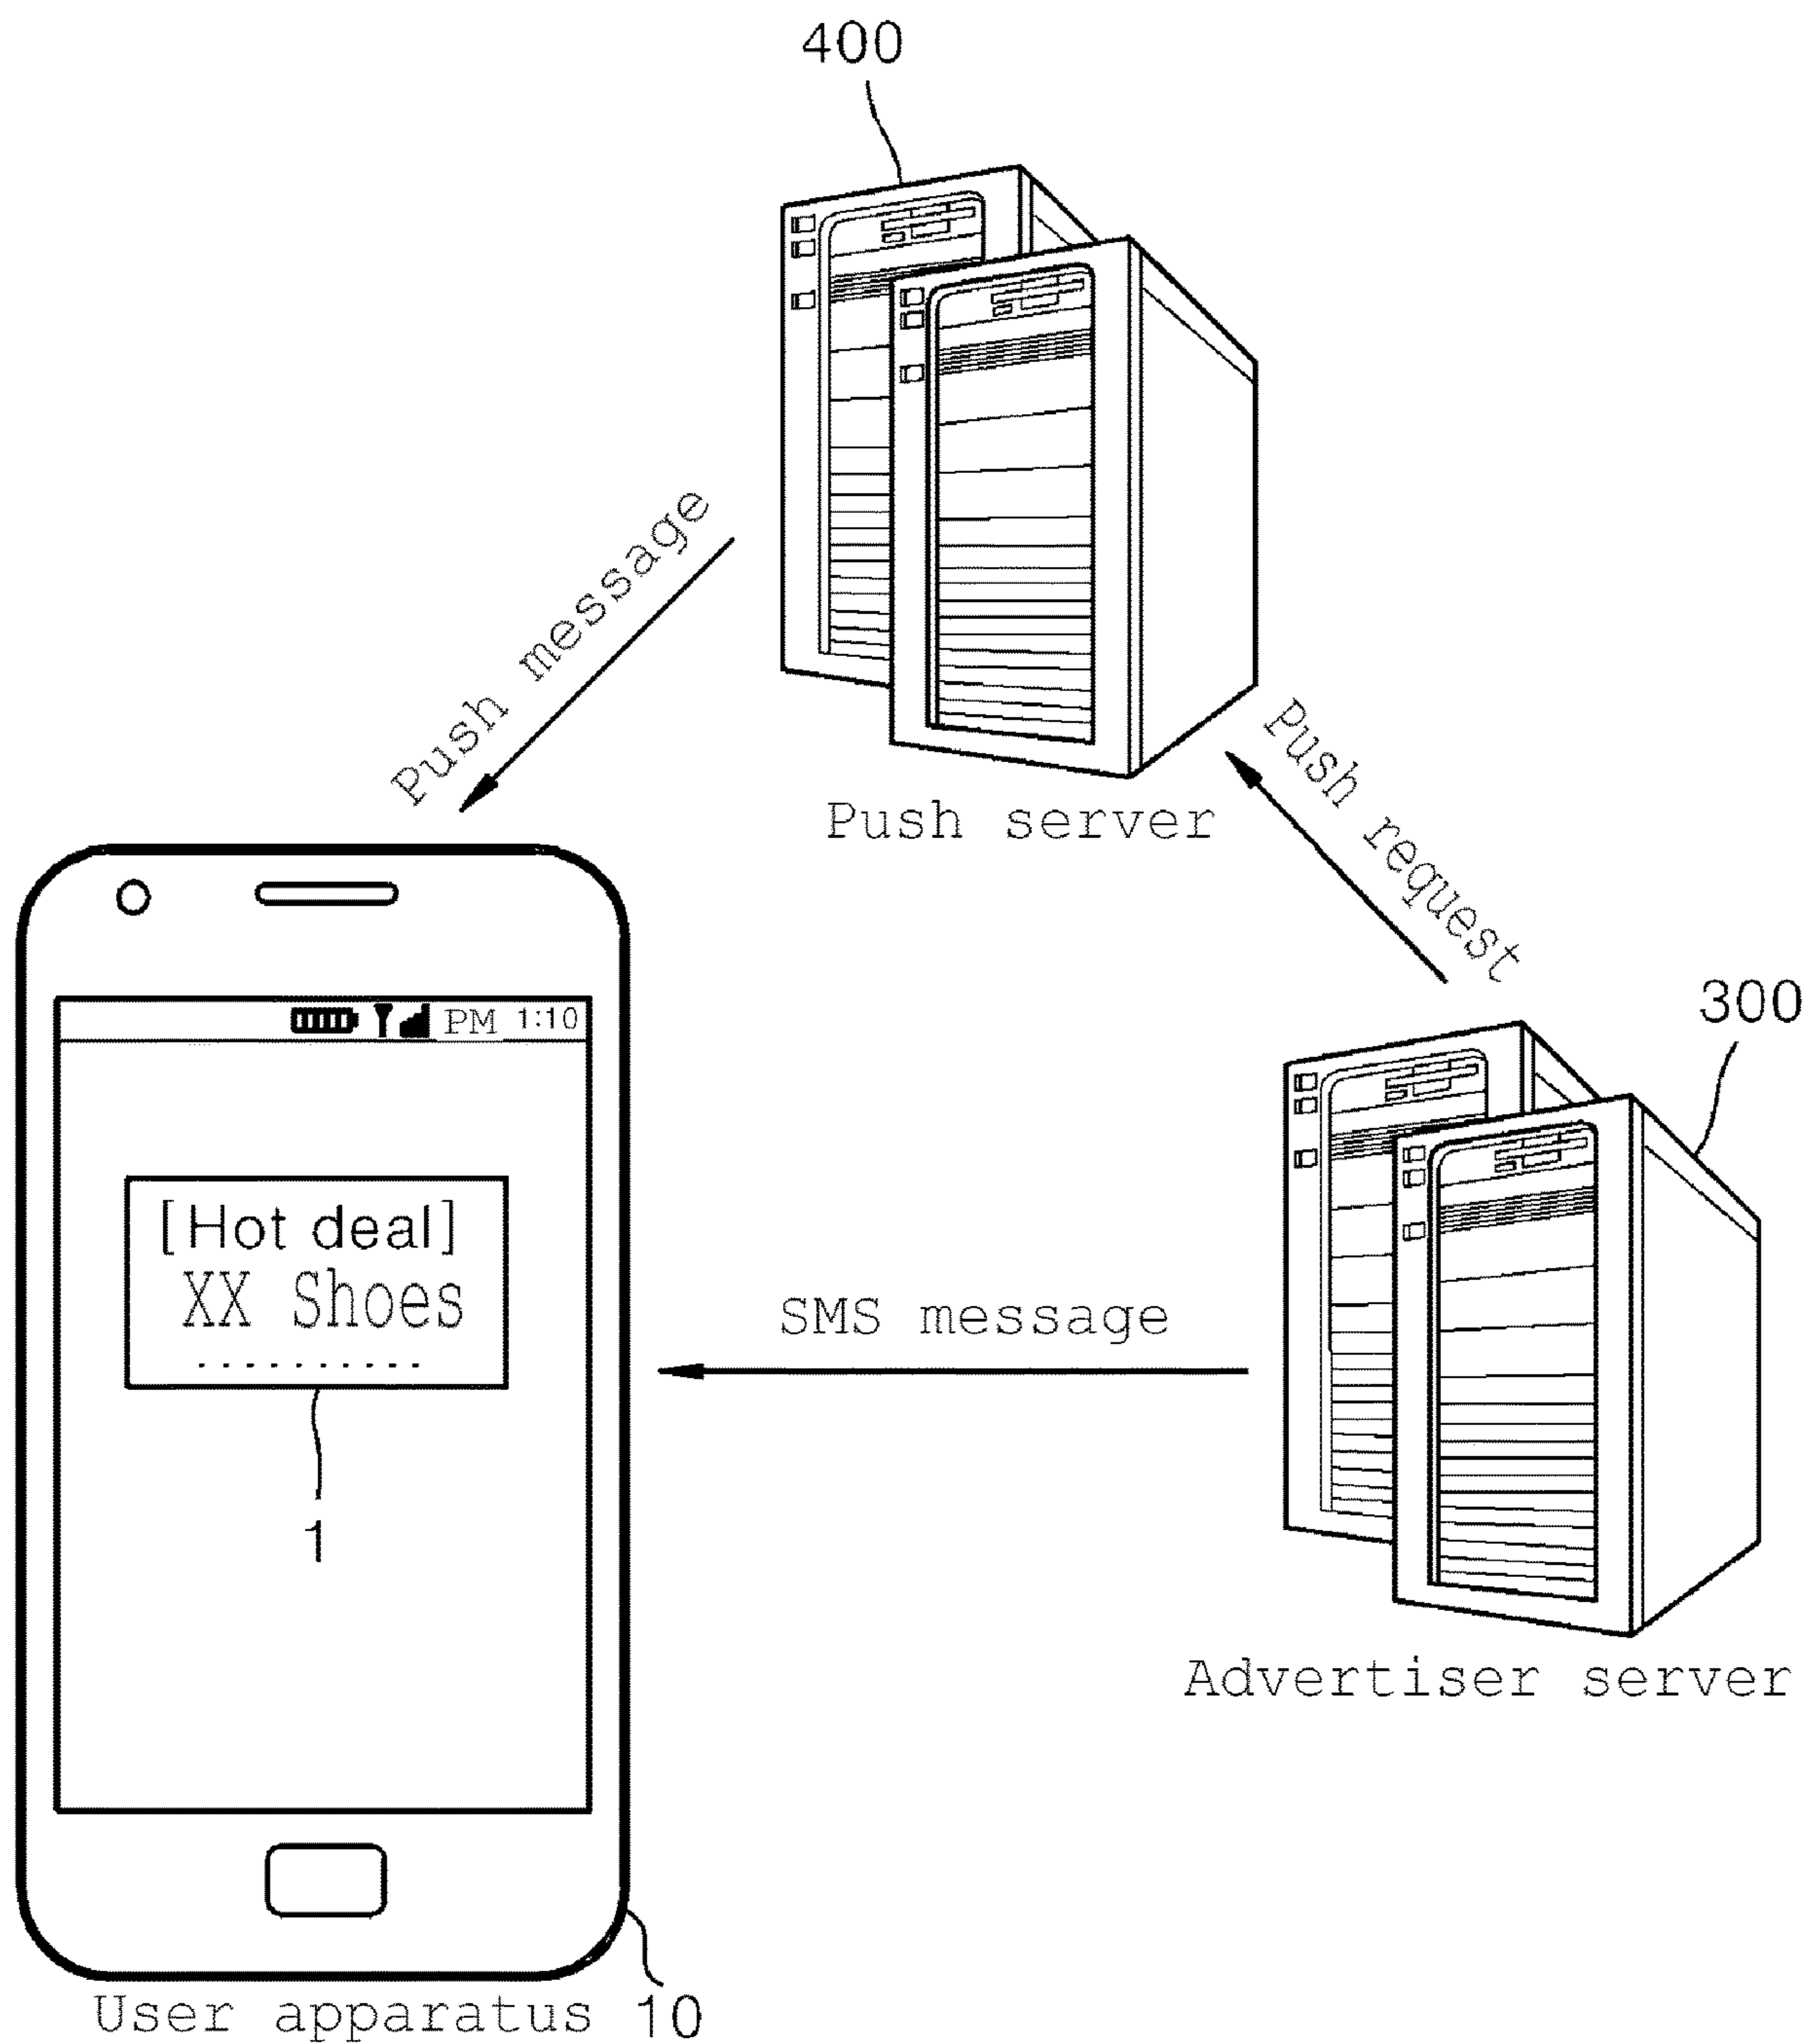 400
Push message
Push server
Push request
300
PM 1:10
[Hot deal]
XX Shoes
..........
1
SMS message
Advertiser server
User apparatus 10